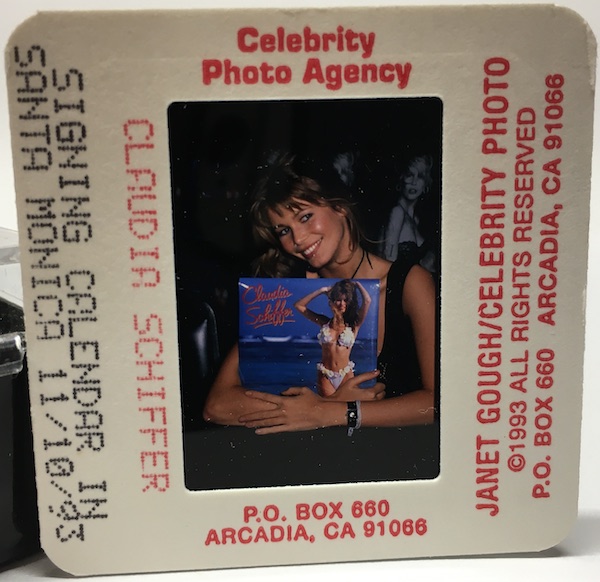 Celebrity
Photo Agency
SIGNING CALENDAR IN
SANTA MONICA 11/10/93
CLAUDIA SCHIFFER
Claudia
Schiffer
JANET GOUGH/CELEBRITY PHOTO
©1993 ALL RIGHTS RESERVED
P.O. BOX 660 ARCADIA, CA 91066
P.O. BOX 660
ARCADIA, CA 91066